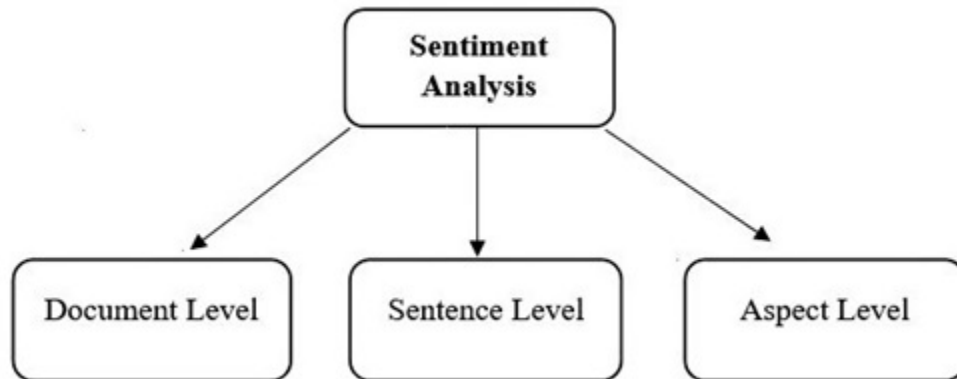 Sentiment
Analysis
Document Level
Sentence Level
Aspect Level